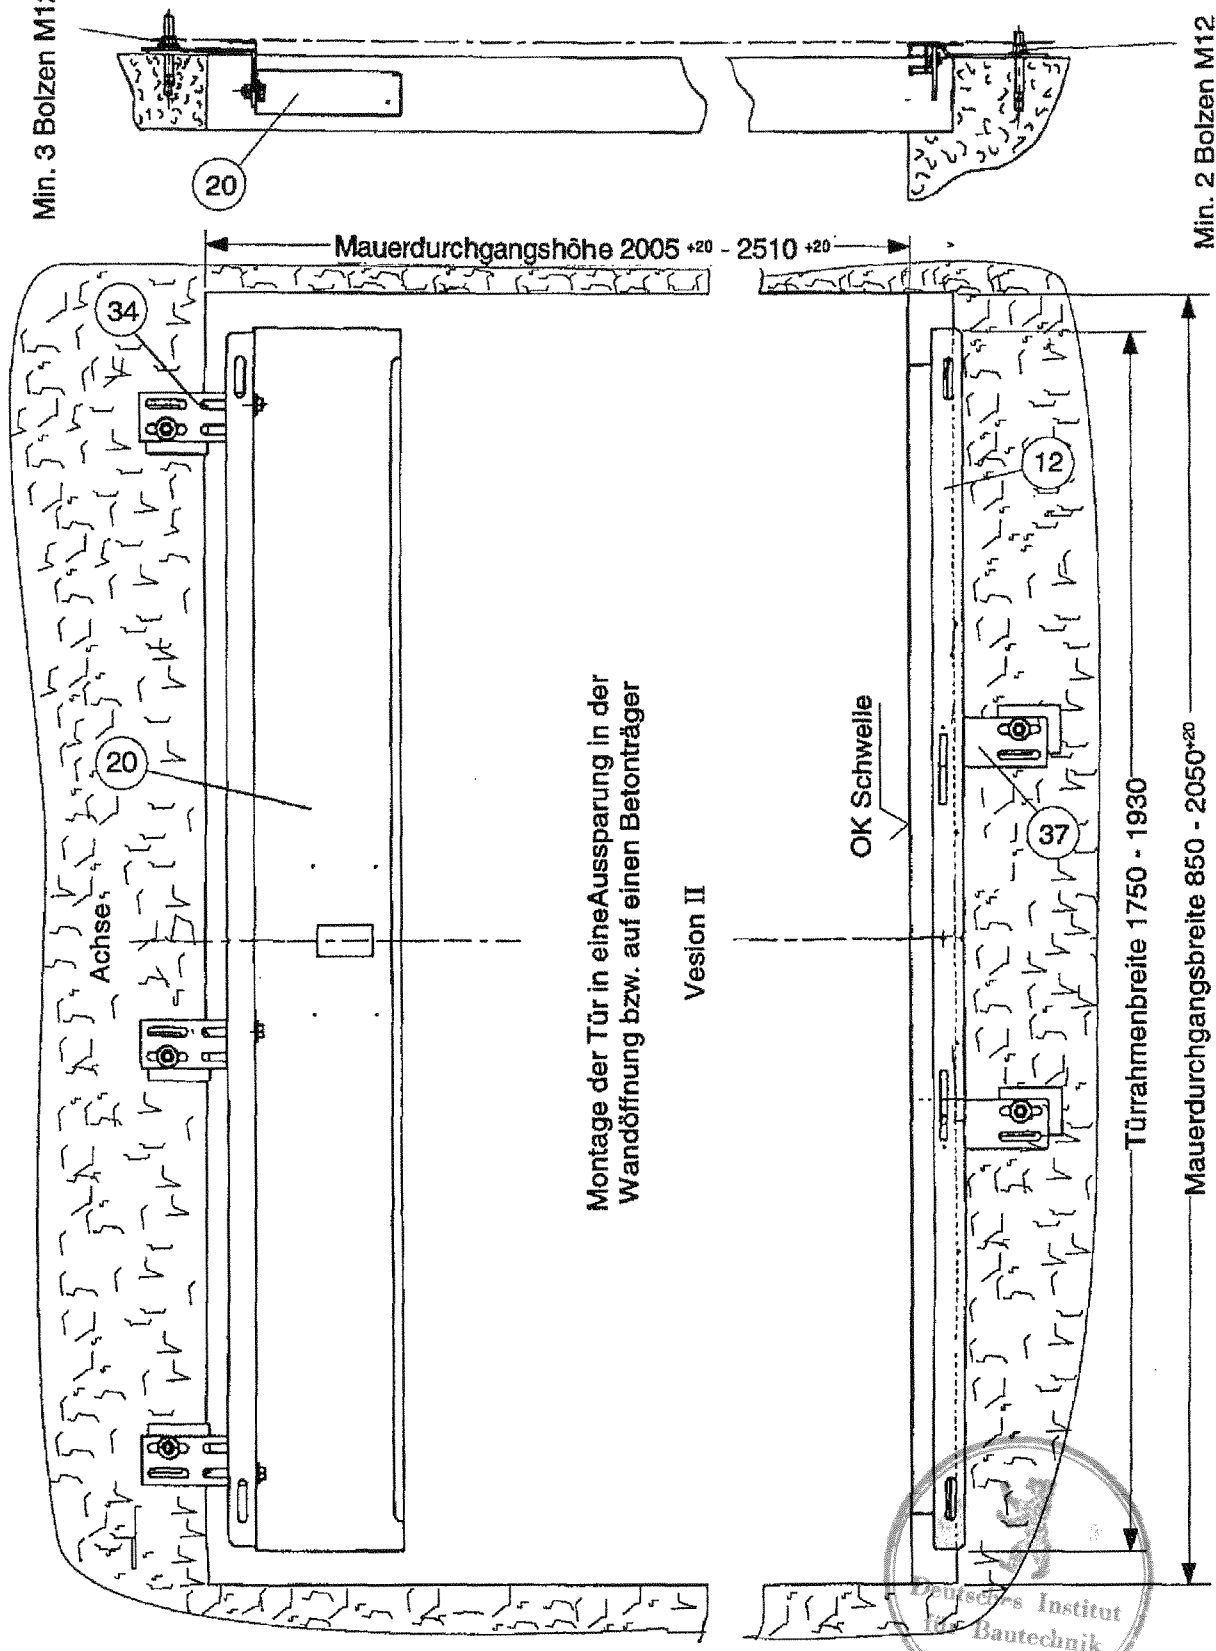 Min. 3 Bolzen M12
20
Mauerdurchgangshöhe 2005 +20 - 2510 +20
Min. 2 Bolzen M12
34
12
20
Achse
Montage der Tür in eineAussparung in der
Wandöffnung bzw. auf einen Betonträger
Vesion II
OK Schwelle
37
Türrahmenbreite 1750 - 1930
Mauerdurchgangsbreite 850 - 2050+20
Deutsches Institut
für Bautechnik